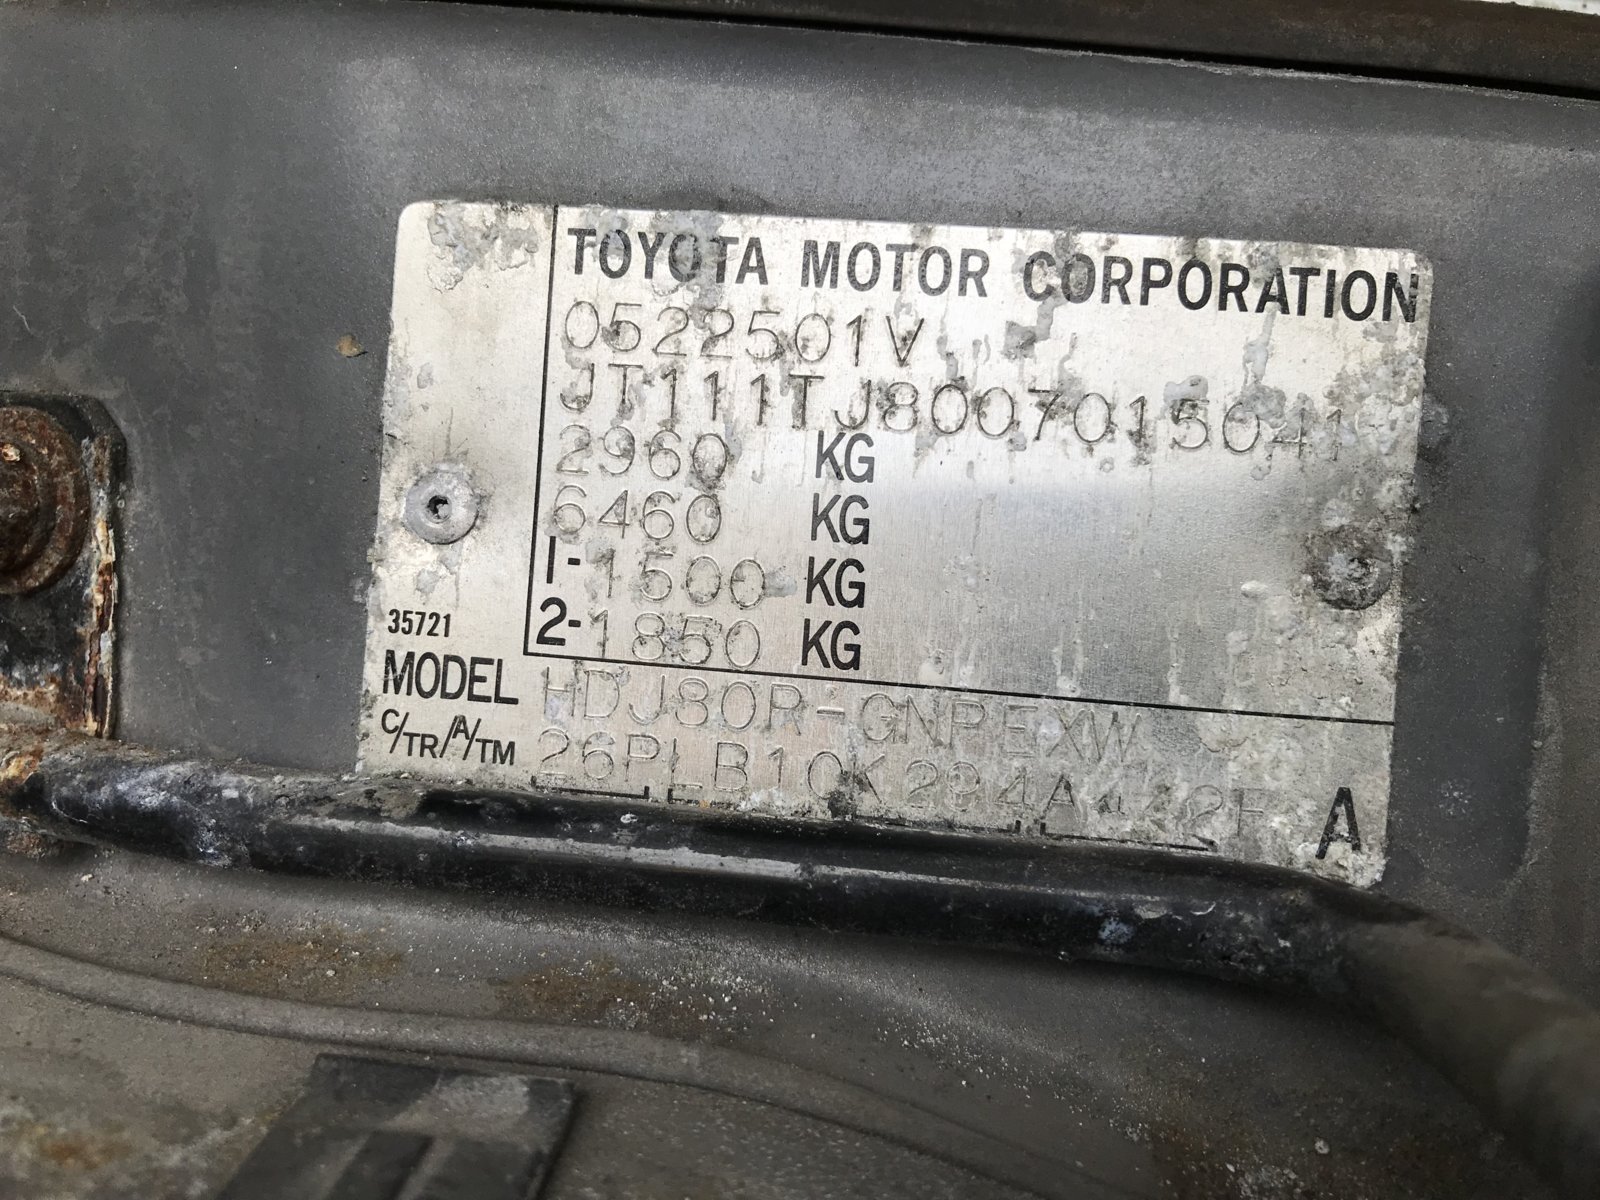 TOYOTA MOTOR CORPORATION
0522501V
JT111TJ8007015041
2960 KG
6460 KG
1-1500 KG
2-1850 KG
35721
MODEL HDJ80R-GNPEXW
C/TR/A/TM 26PLB10K294A442F A